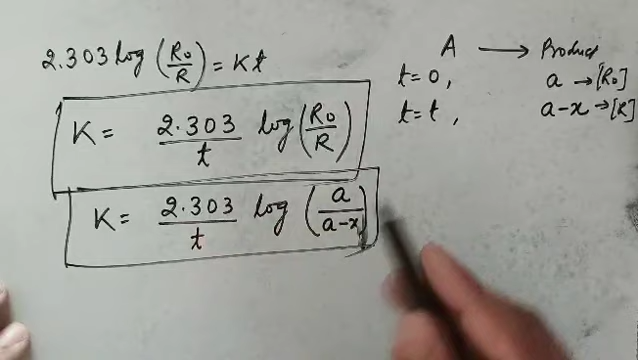 2.303 log (R₀/R) = Kt
K = 2.303/t log (R₀/R)
K = 2.303/t log (a/a-x)
A ⟶ Product
t=0, a → [R₀]
t=t, a-x → [R]